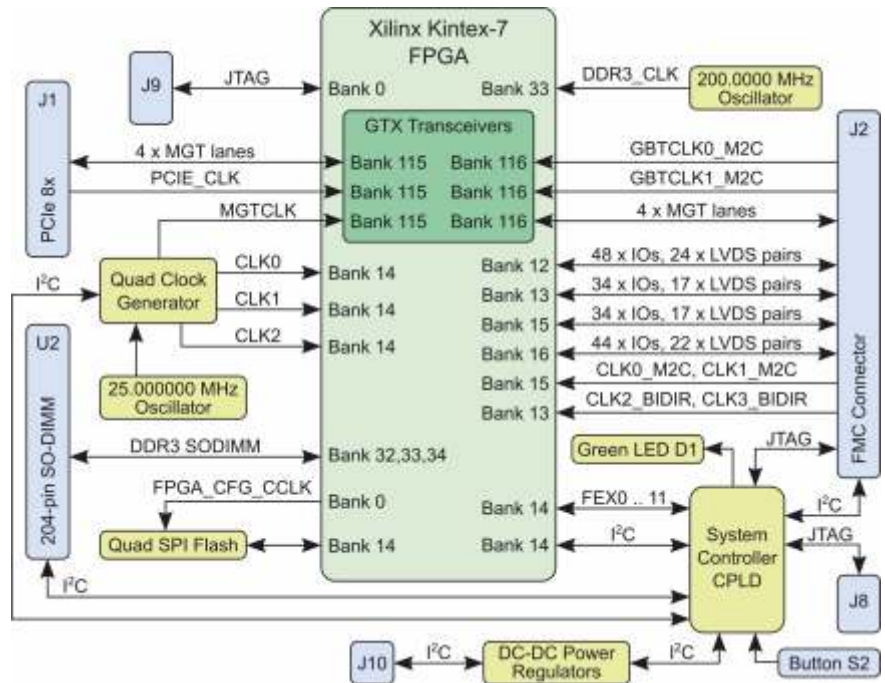 Xilinx Kintex-7
FPGA
J9
JTAG
Bank 0
Bank 33
DDR3_CLK
200.0000 MHz
Oscillator
J1
PCIe 8x
GTX Transceivers
J2
FMC Connector
4 x MGT lanes
Bank 115
Bank 116
GBTCLK0_M2C
PCIE_CLK
Bank 115
Bank 116
GBTCLK1_M2C
MGTCLK
Bank 115
Bank 116
4 x MGT lanes
I²C
Quad Clock
Generator
CLK0
Bank 14
CLK1
Bank 14
CLK2
Bank 14
Bank 12
48 x IOs, 24 x LVDS pairs
Bank 13
34 x IOs, 17 x LVDS pairs
Bank 15
34 x IOs, 17 x LVDS pairs
Bank 16
44 x IOs, 22 x LVDS pairs
Bank 15
CLK0_M2C, CLK1_M2C
Bank 13
CLK2_BIDIR, CLK3_BIDIR
U2
204-pin SO-DIMM
25.000000 MHz
Oscillator
DDR3 SODIMM
Bank 32,33,34
Green LED D1
JTAG
FPGA_CFG_CCLK
Bank 0
Quad SPI Flash
Bank 14
Bank 14
FEX0 .. 11
Bank 14
I²C
System
Controller
CPLD
I²C
JTAG
J8
I²C
J10
I²C
DC-DC Power
Regulators
I²C
Button S2